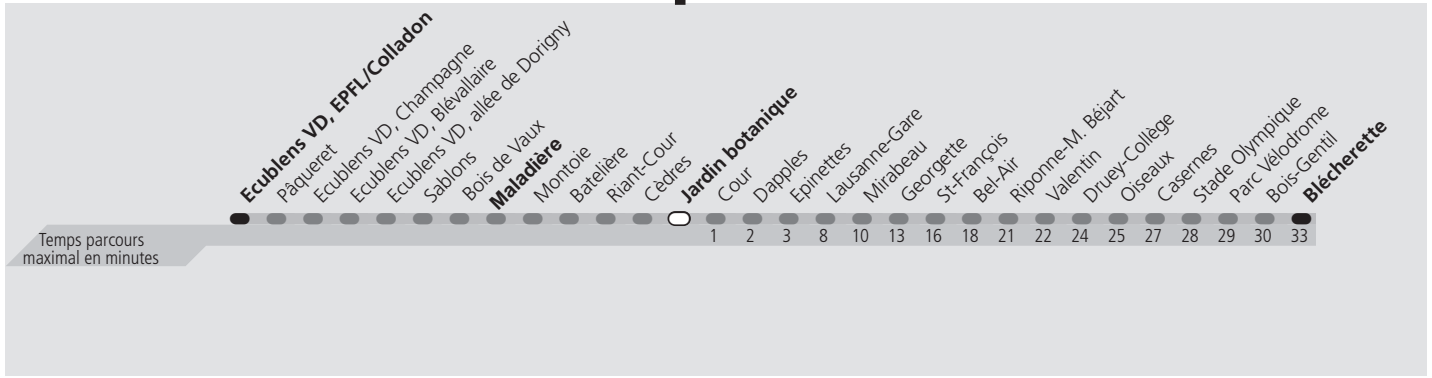 Ecublens VD, EPFL/Colladon
Pâqueret
Ecublens VD, Champagne
Ecublens VD, Blévallaire
Ecublens VD, allée de Dorigny
Sablons
Bois de Vaux
Maladière
Montoie
Batelière
Riant-Cour
Cèdres
Jardin botanique
Cour
Dapples
Epinettes
Lausanne-Gare
Mirabeau
Georgette
St-François
Bel-Air
Riponne-M. Béjart
Valentin
Druey-Collège
Oiseaux
Casernes
Stade Olympique
Parc Vélodrome
Bois-Gentil
Blécherette
Temps parcours
maximal en minutes
1 2 3 8 10 13 16 18 21 22 24 25 27 28 29 30 33